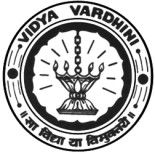 VIDYA VARDHINI
॥ सा विद्या या विमुक्तये ॥